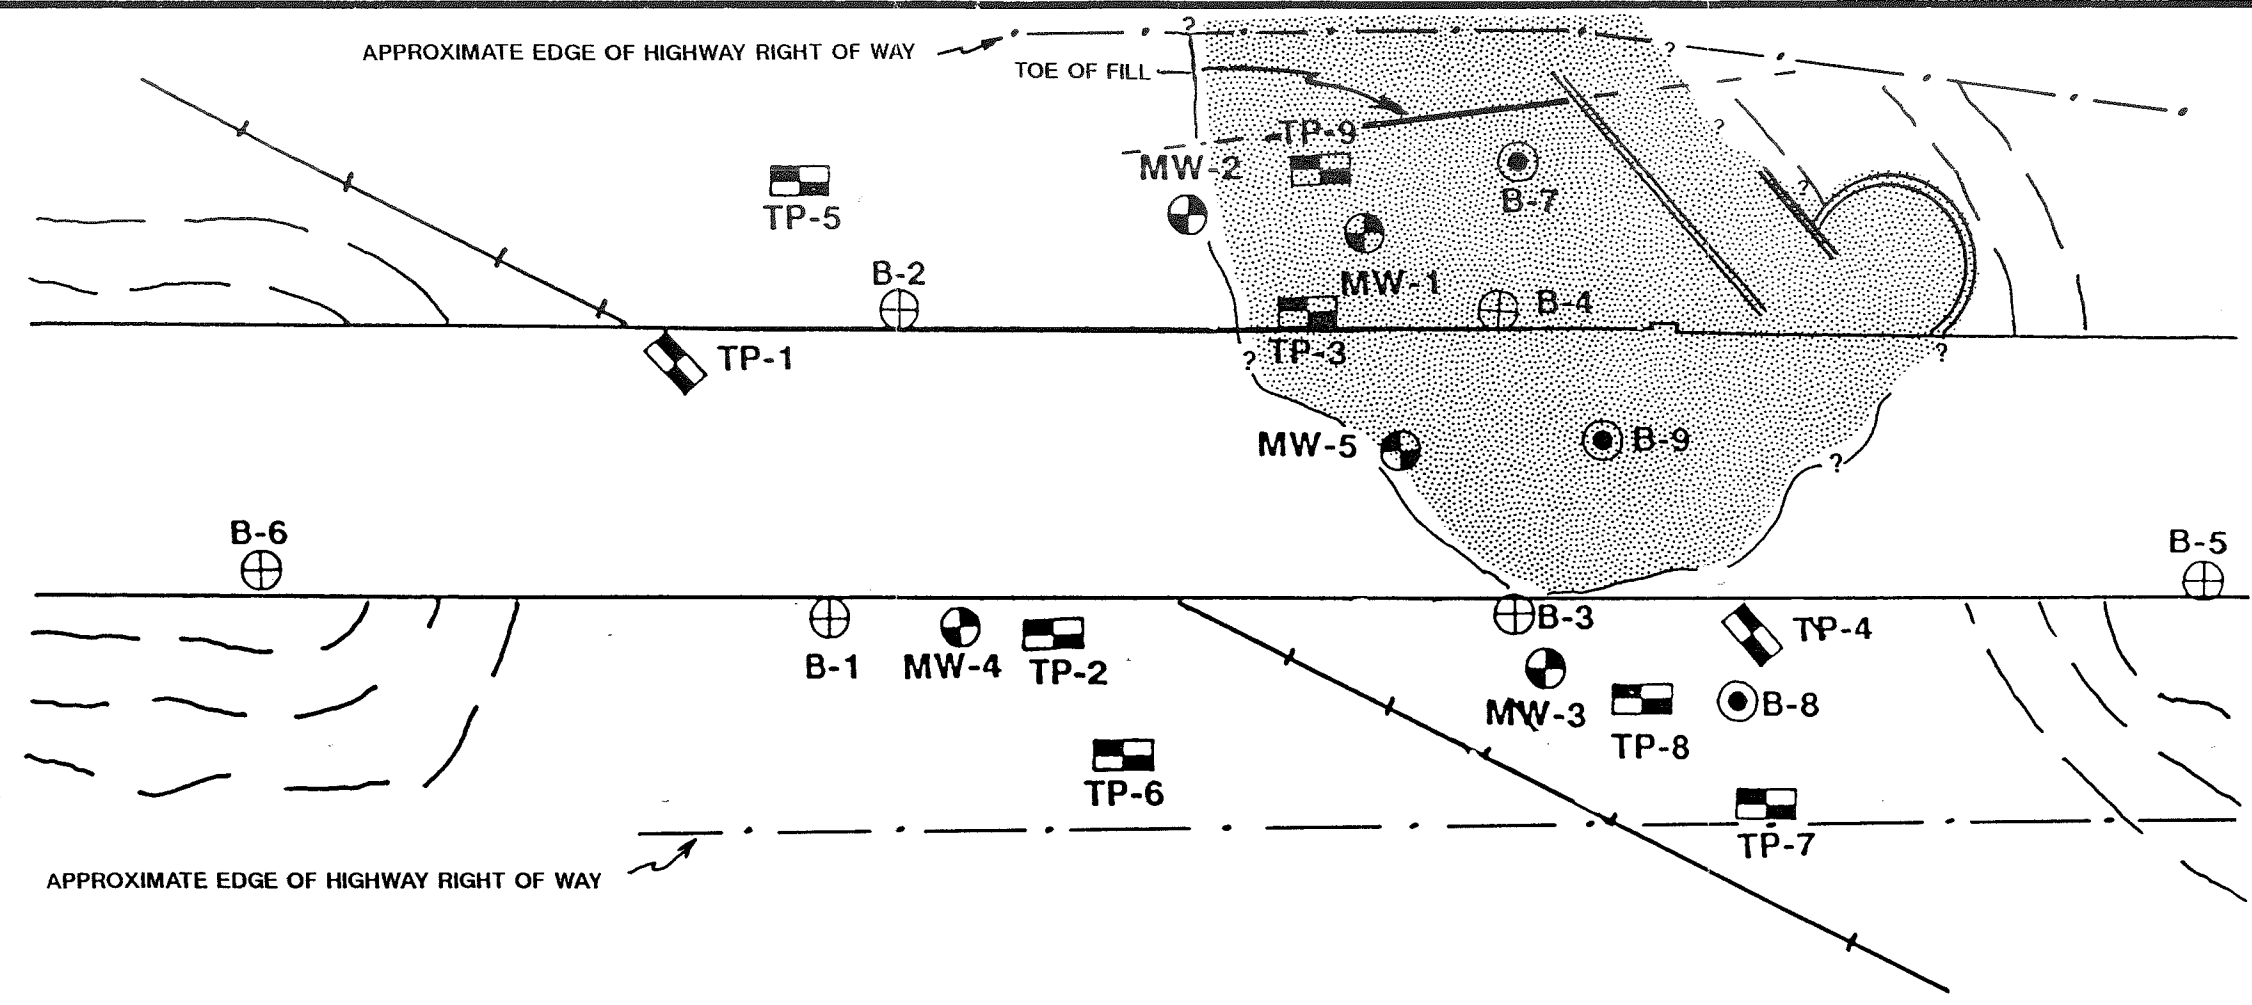 ?
APPROXIMATE EDGE OF HIGHWAY RIGHT OF WAY
?
TOE OF FILL
TP-9
?
MW-2
?
TP-5
B-7
B-2
MW-1
B-4
TP-1
TP-3
?
?
MW-5
B-9
?
B-6
B-5
B-3
TP-4
B-1
MW-4
TP-2
MW-3
B-8
TP-8
TP-6
TP-7
APPROXIMATE EDGE OF HIGHWAY RIGHT OF WAY